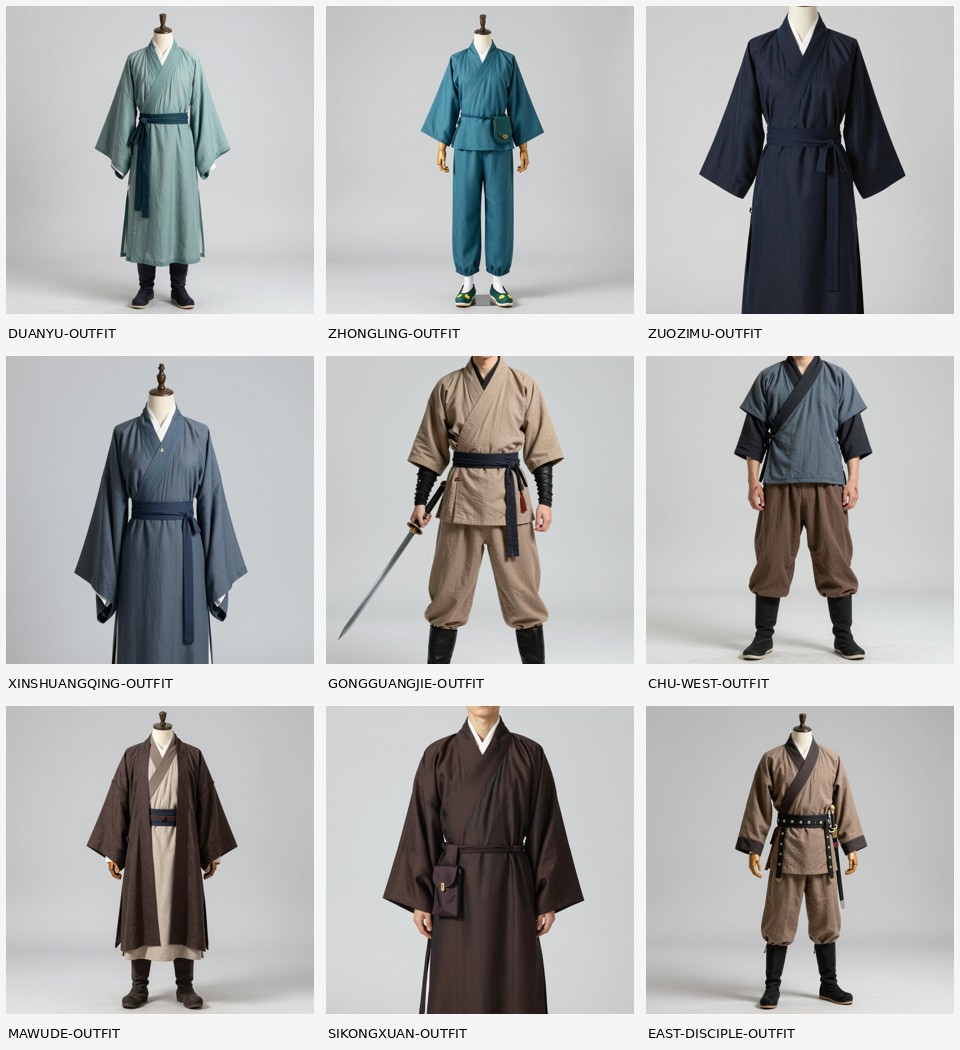 DUANYU-OUTFIT
ZHONGLING-OUTFIT
ZUOZIMU-OUTFIT
XINSHUANGQING-OUTFIT
GONGGUANGJIE-OUTFIT
CHU-WEST-OUTFIT
MAWUDE-OUTFIT
SIKONGXUAN-OUTFIT
EAST-DISCIPLE-OUTFIT